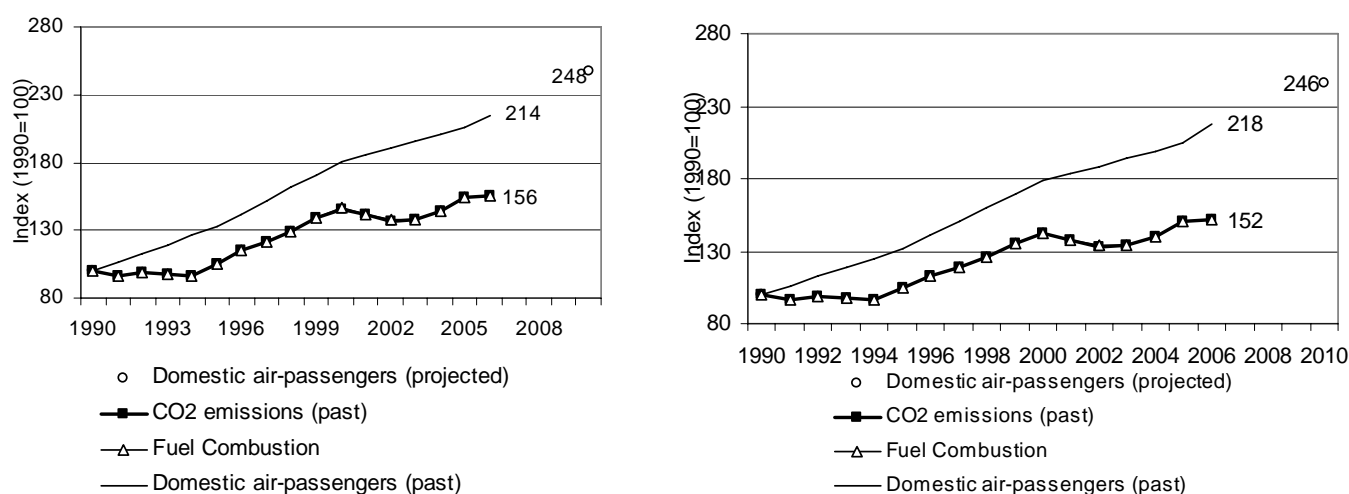 280
230
180
130
80
Index (1990=100)
248
214
156
1990 1993 1996 1999 2002 2005 2008
Domestic air-passengers (projected)
CO2 emissions (past)
Fuel Combustion
Domestic air-passengers (past)
280
230
180
130
80
Index (1990=100)
246
218
152
1990 1992 1994 1996 1998 2000 2002 2004 2006 2008 2010
Domestic air-passengers (projected)
CO2 emissions (past)
Fuel Combustion
Domestic air-passengers (past)